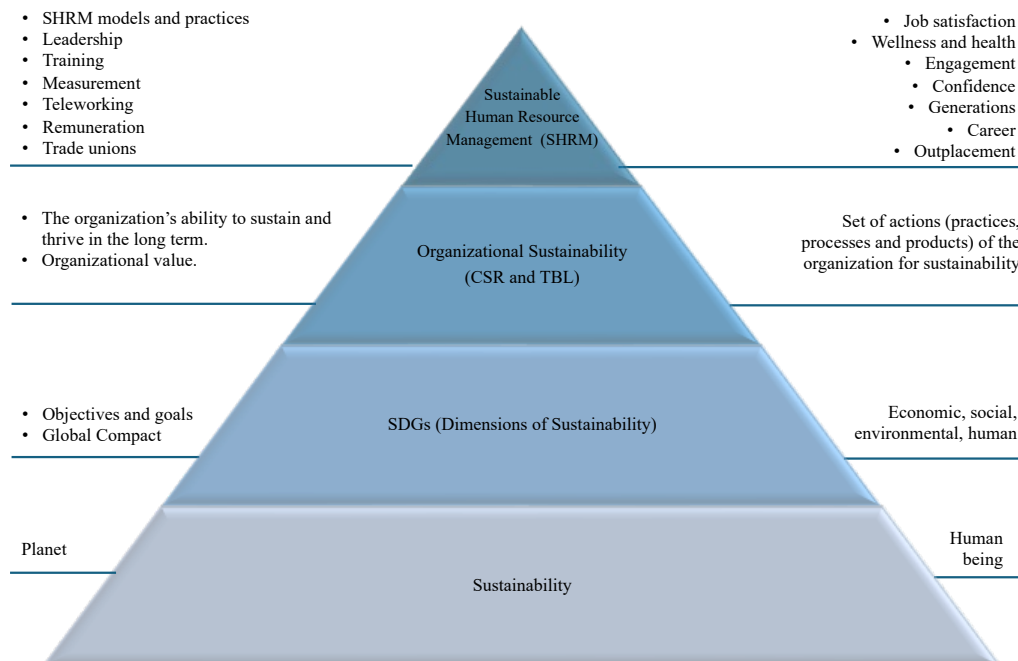 • SHRM models and practices
• Leadership
• Training
• Measurement
• Teleworking
• Remuneration
• Trade unions
Sustainable
Human Resource
Management (SHRM)
• Job satisfaction
• Wellness and health
• Engagement
• Confidence
• Generations
• Career
• Outplacement
• The organization’s ability to sustain and
thrive in the long term.
• Organizational value.
Organizational Sustainability
(CSR and TBL)
Set of actions (practices,
processes and products) of the
organization for sustainability
• Objectives and goals
• Global Compact
SDGs (Dimensions of Sustainability)
Economic, social,
environmental, human
Planet
Sustainability
Human
being